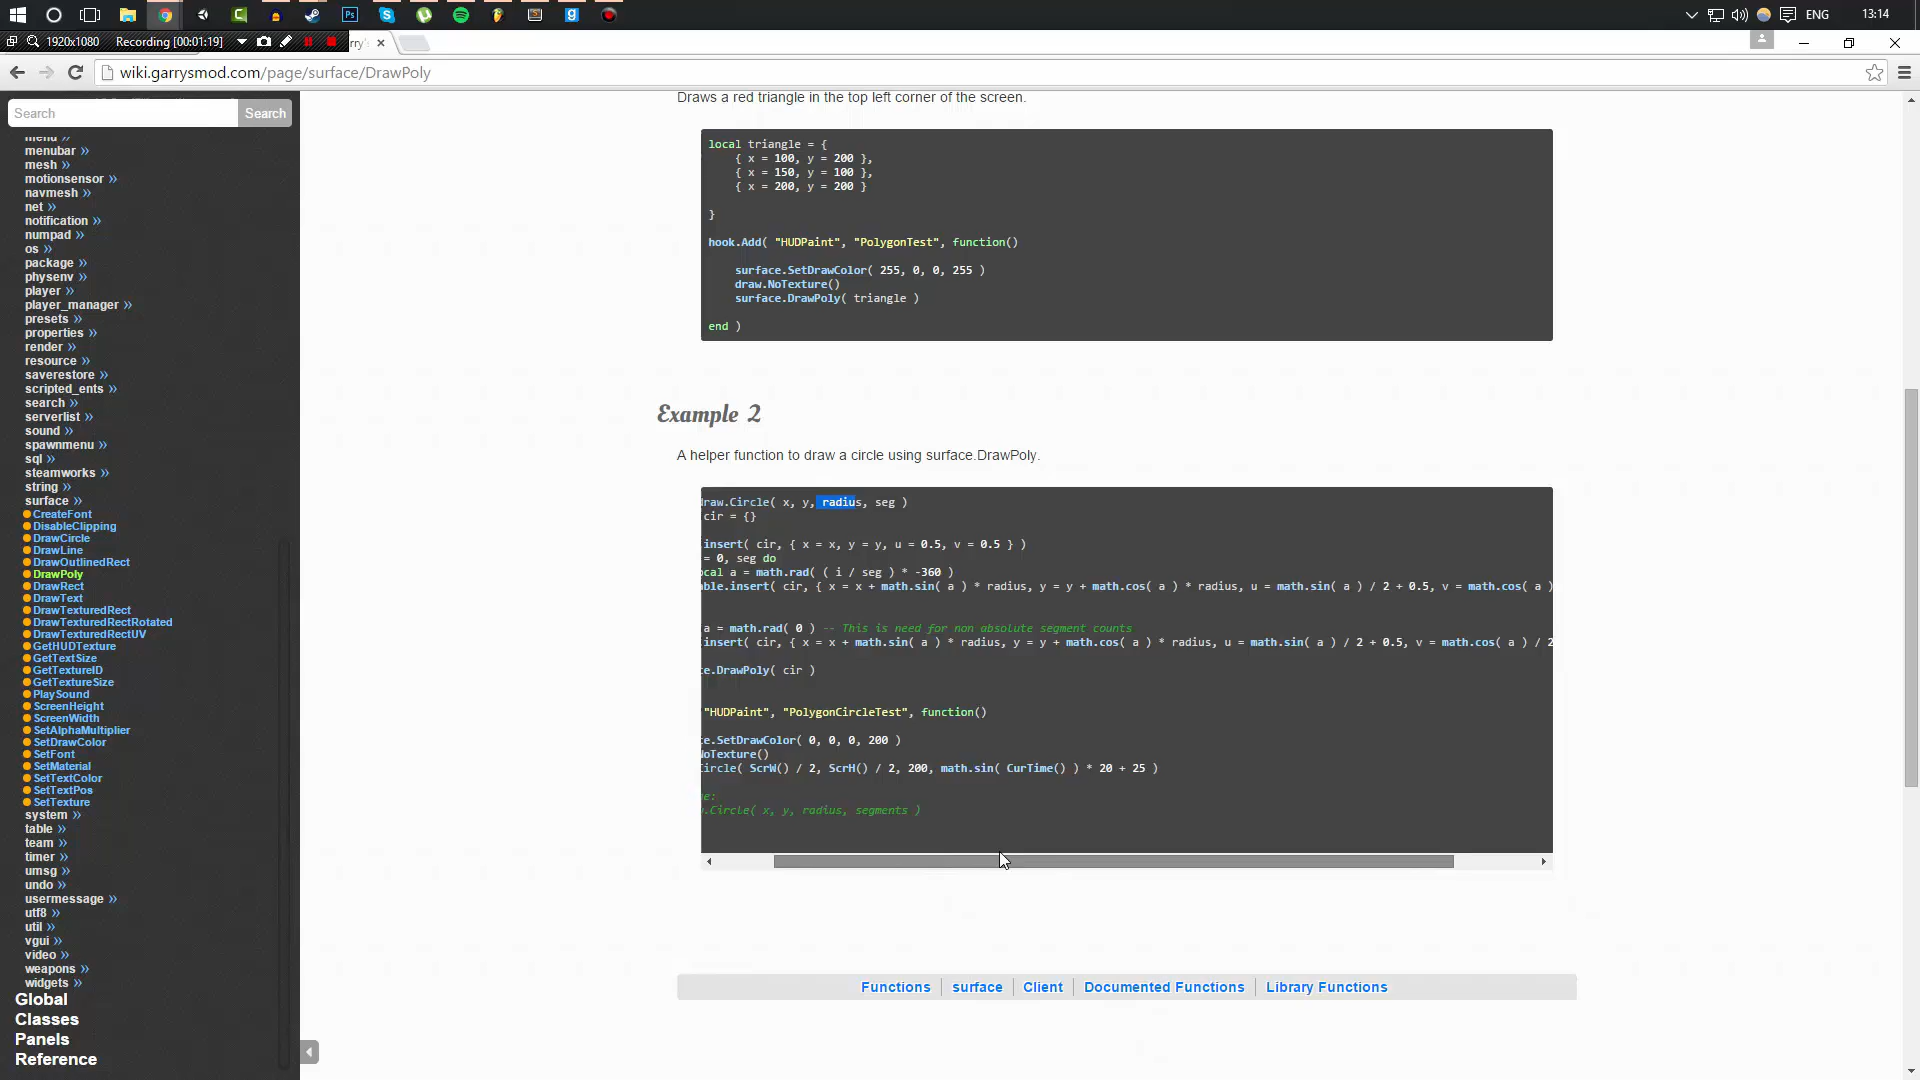 ENG 13:14
1920x1080 Recording [00:01:19] rry's
wiki.garrysmod.com/page/surface/DrawPoly
Search Search
menu »
menubar »
mesh »
motionsensor »
navmesh »
net »
notification »
numpad »
os »
package »
physenv »
player »
player_manager »
presets »
properties »
render »
resource »
saverestore »
scripted_ents »
search »
serverlist »
sound »
spawnmenu »
sql »
steamworks »
string »
surface »
CreateFont
DisableClipping
DrawCircle
DrawLine
DrawOutlinedRect
DrawPoly
DrawRect
DrawText
DrawTexturedRect
DrawTexturedRectRotated
DrawTexturedRectUV
GetHUDTexture
GetTextSize
GetTextureID
GetTextureSize
PlaySound
ScreenHeight
ScreenWidth
SetAlphaMultiplier
SetDrawColor
SetFont
SetMaterial
SetTextColor
SetTextPos
SetTexture
system »
table »
team »
timer »
umsg »
undo »
usermessage »
utf8 »
util »
vgui »
video »
weapons »
widgets »
Global
Classes
Panels
Reference
Draws a red triangle in the top left corner of the screen.
local triangle = {
{ x = 100, y = 200 },
{ x = 150, y = 100 },
{ x = 200, y = 200 }
}
hook.Add( "HUDPaint", "PolygonTest", function()
surface.SetDrawColor( 255, 0, 0, 255 )
draw.NoTexture()
surface.DrawPoly( triangle )
end )
Example 2
A helper function to draw a circle using surface.DrawPoly.
draw.Circle( x, y, radius, seg )
cir = {}
.insert( cir, { x = x, y = y, u = 0.5, v = 0.5 } )
= 0, seg do
ocal a = math.rad( ( i / seg ) * -360 )
able.insert( cir, { x = x + math.sin( a ) * radius, y = y + math.cos( a ) * radius, u = math.sin( a ) / 2 + 0.5, v = math.cos( a )
a = math.rad( 0 ) -- This is need for non absolute segment counts
.insert( cir, { x = x + math.sin( a ) * radius, y = y + math.cos( a ) * radius, u = math.sin( a ) / 2 + 0.5, v = math.cos( a ) / 2
ce.DrawPoly( cir )
"HUDPaint", "PolygonCircleTest", function()
ce.SetDrawColor( 0, 0, 0, 200 )
NoTexture()
Circle( ScrW() / 2, ScrH() / 2, 200, math.sin( CurTime() ) * 20 + 25 )
ge:
w.Circle( x, y, radius, segments )
Functions surface Client Documented Functions Library Functions